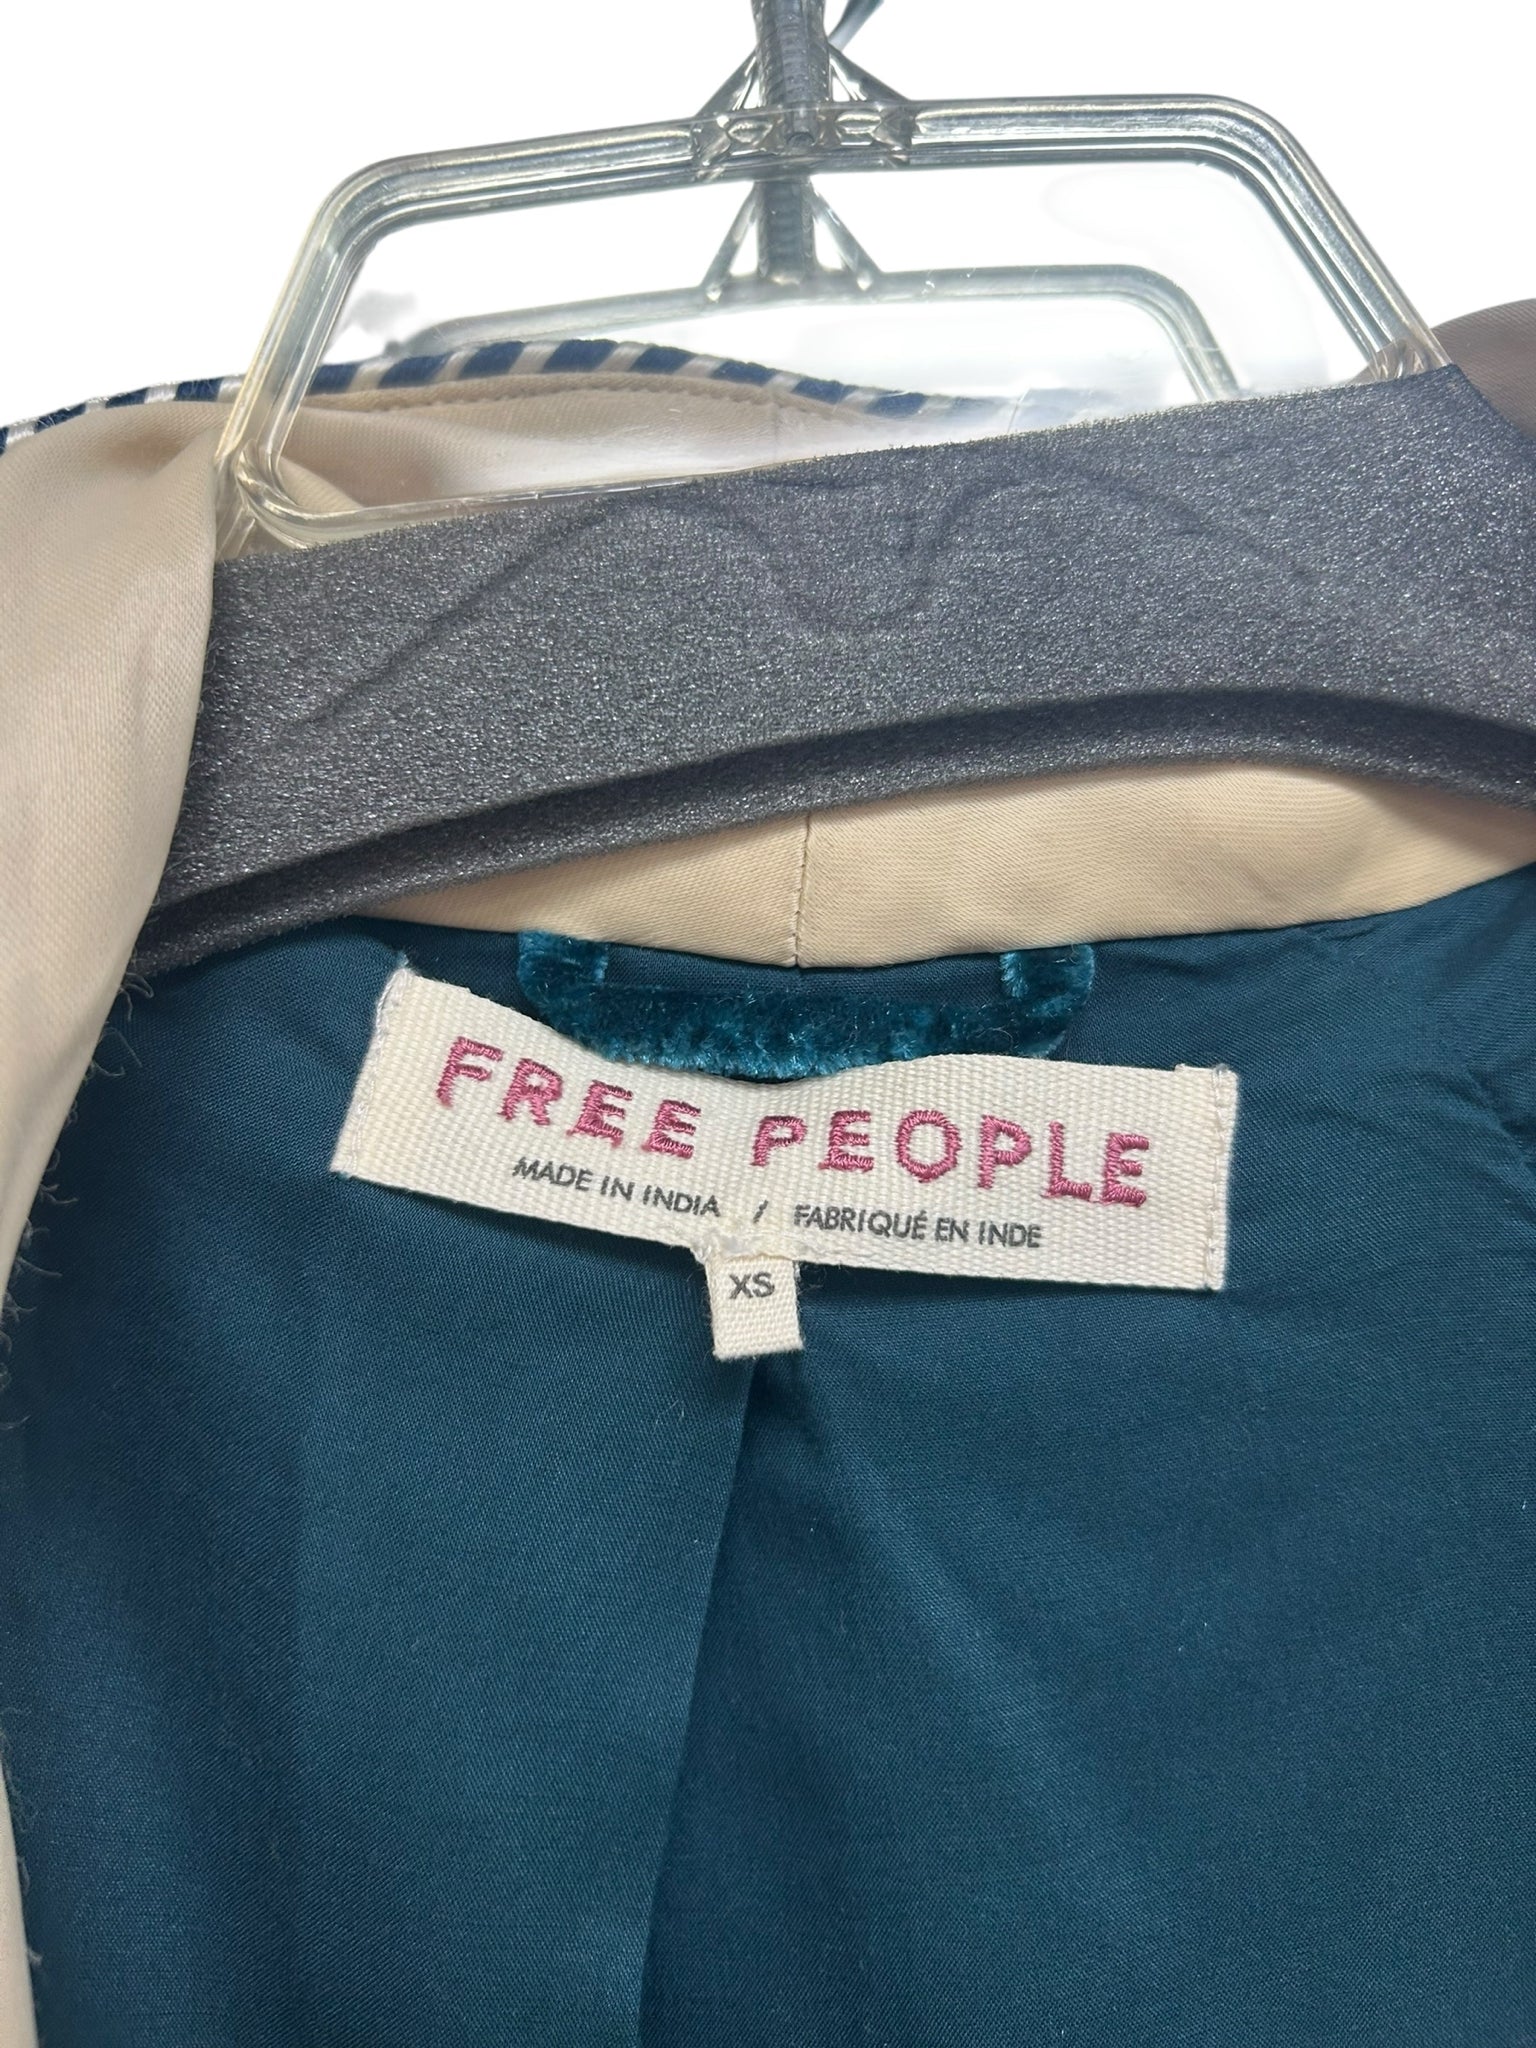 FREE PEOPLE
MADE IN INDIA / FABRIQUÉ EN INDE
XS